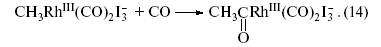 CH₃Rhᴵᴵᴵ(CO)₂I₃⁻ + CO ⟶ CH₃CRhᴵᴵᴵ(CO)₂I₃⁻. (14)
O